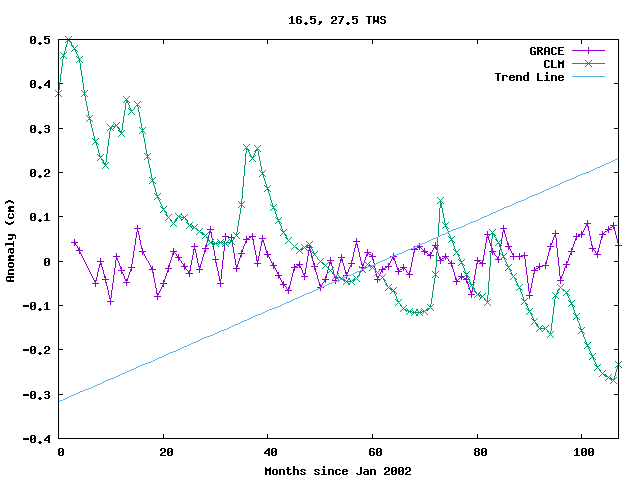 16.5, 27.5 TWS
GRACE
CLM
Trend Line
0.5
0.4
0.3
0.2
0.1
0
-0.1
-0.2
-0.3
-0.4
Anomaly (cm)
0 20 40 60 80 100
Months since Jan 2002